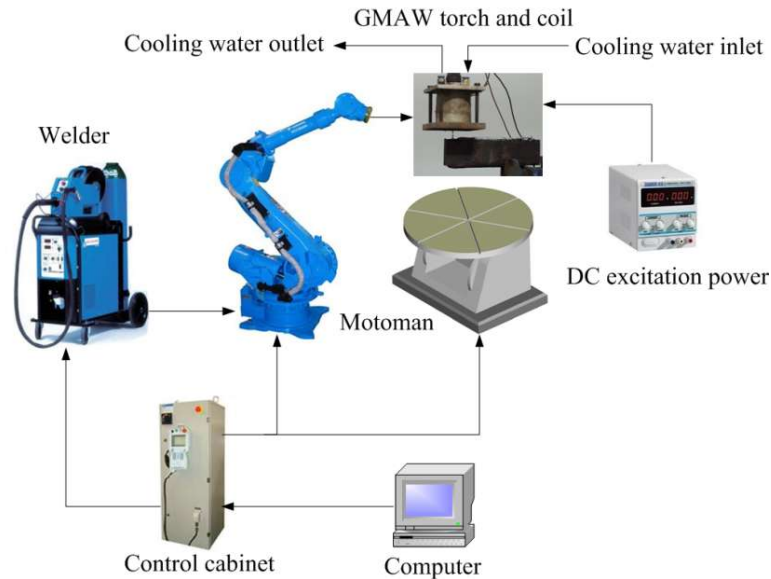 GMAW torch and coil
Cooling water outlet
Cooling water inlet
Welder
DC excitation power
Motoman
Control cabinet
Computer